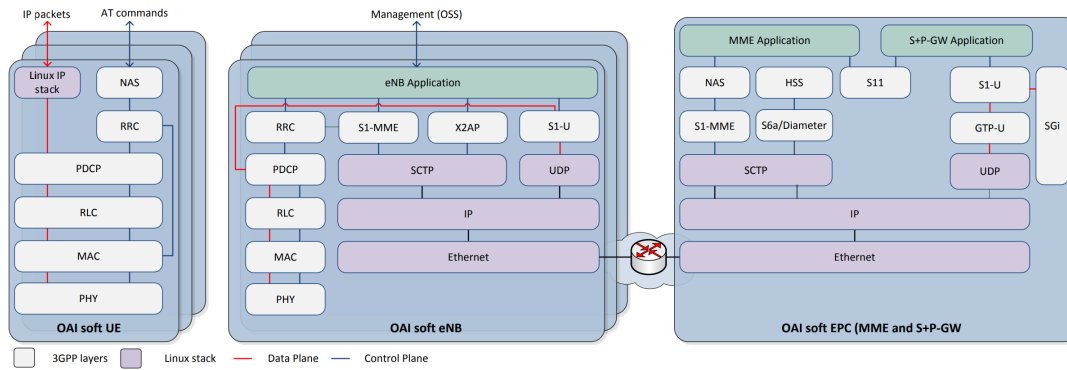 IP packets
AT commands
Management (OSS)
Linux IP
stack
NAS
RRC
PDCP
RLC
MAC
PHY
OAI soft UE
eNB Application
RRC
S1-MME
X2AP
S1-U
PDCP
SCTP
UDP
RLC
IP
MAC
Ethernet
PHY
OAI soft eNB
MME Application
S+P-GW Application
NAS
HSS
S11
S1-U
S1-MME
S6a/Diameter
GTP-U
SGi
SCTP
UDP
IP
Ethernet
OAI soft EPC (MME and S+P-GW
3GPP layers
Linux stack
Data Plane
Control Plane